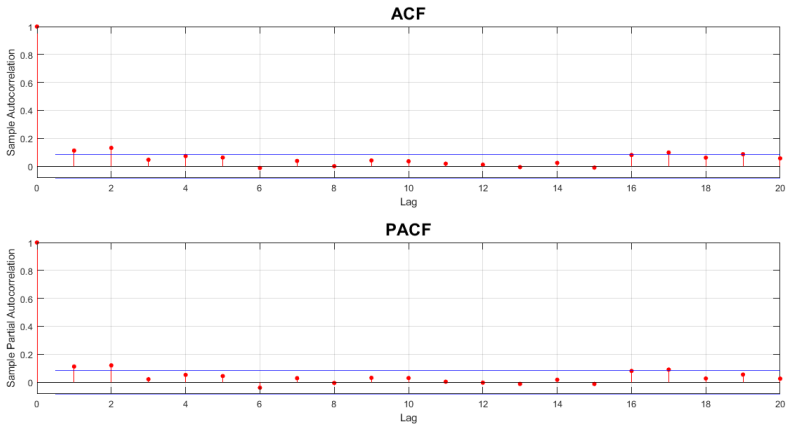 ACF
Sample Autocorrelation
1
0.8
0.6
0.4
0.2
0
0 2 4 6 8 10 12 14 16 18 20
Lag
PACF
Sample Partial Autocorrelation
1
0.8
0.6
0.4
0.2
0
0 2 4 6 8 10 12 14 16 18 20
Lag